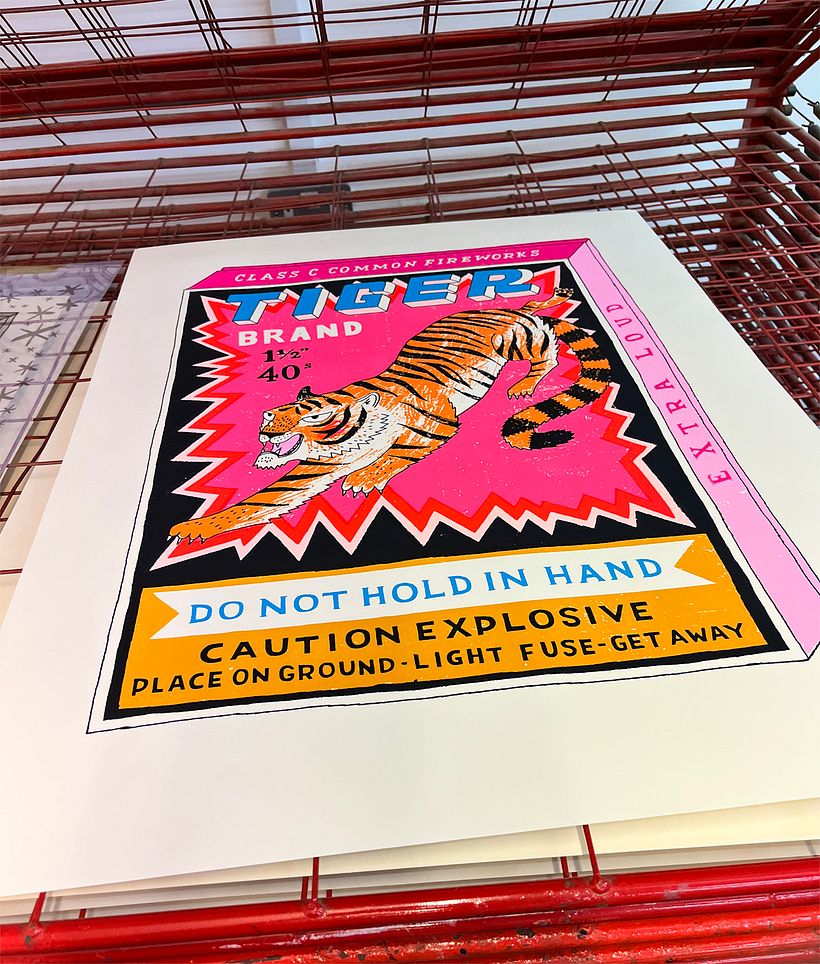 CLASS C COMMON FIREWORKS
TIGER
BRAND
1½"
40s
EXTRA LOUD
DO NOT HOLD IN HAND
CAUTION EXPLOSIVE
PLACE ON GROUND-LIGHT FUSE-GET AWAY